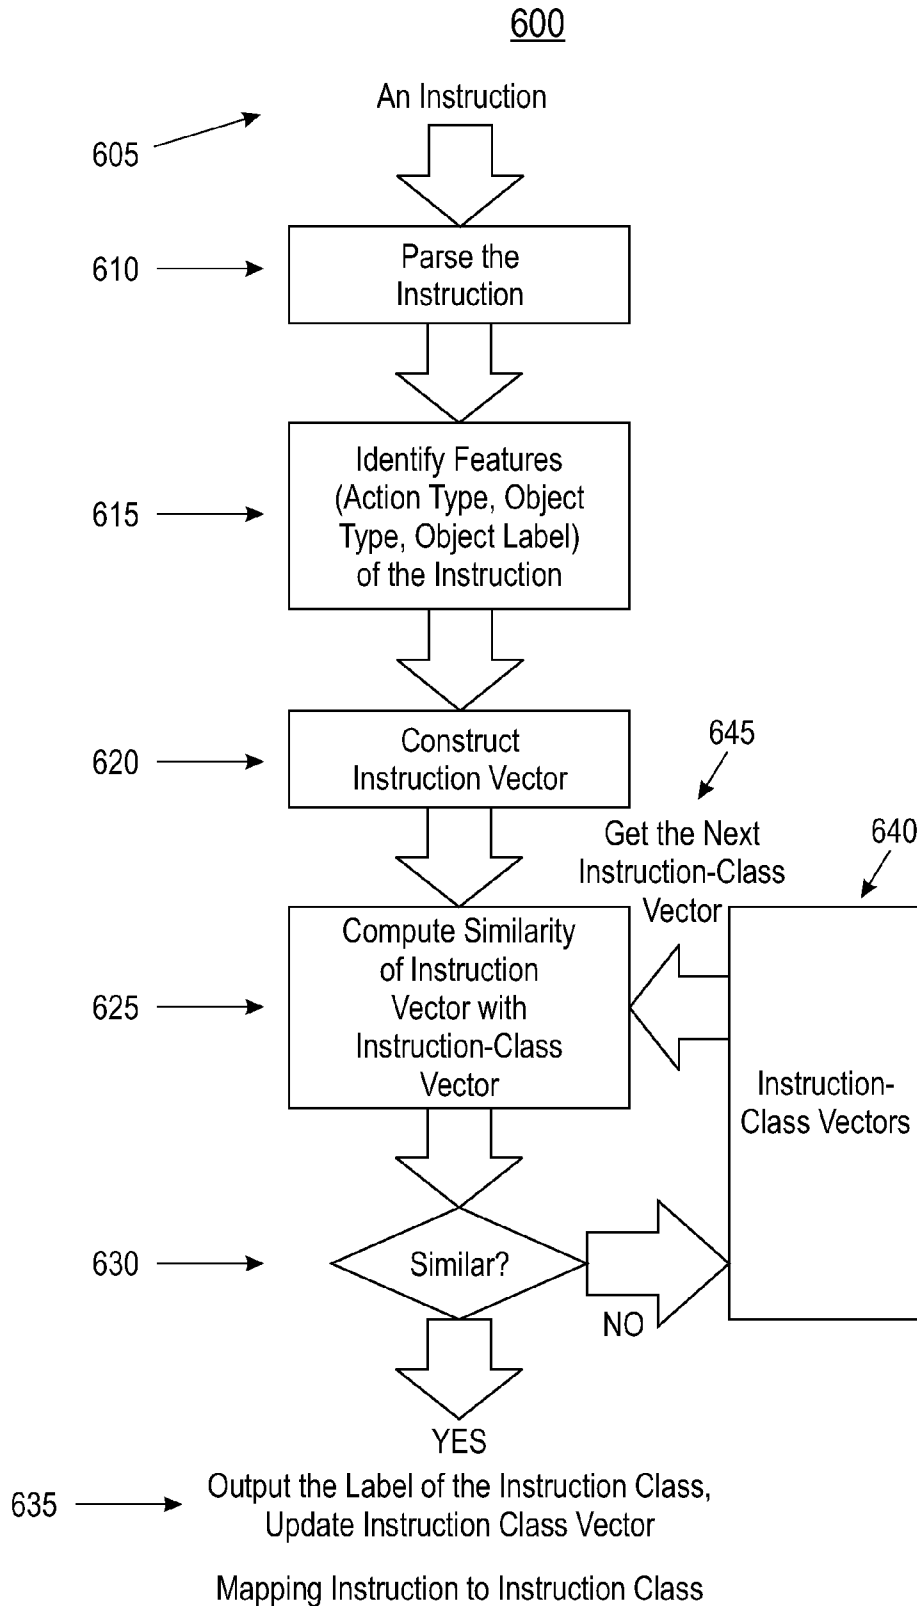 600
An Instruction
605
610
Parse the
Instruction
615
Identify Features
(Action Type, Object
Type, Object Label)
of the Instruction
620
Construct
Instruction Vector
645
Get the Next
Instruction-Class
Vector
640
625
Compute Similarity
of Instruction
Vector with
Instruction-Class
Vector
Instruction-
Class Vectors
630
Similar?
NO
YES
635
Output the Label of the Instruction Class,
Update Instruction Class Vector
Mapping Instruction to Instruction Class